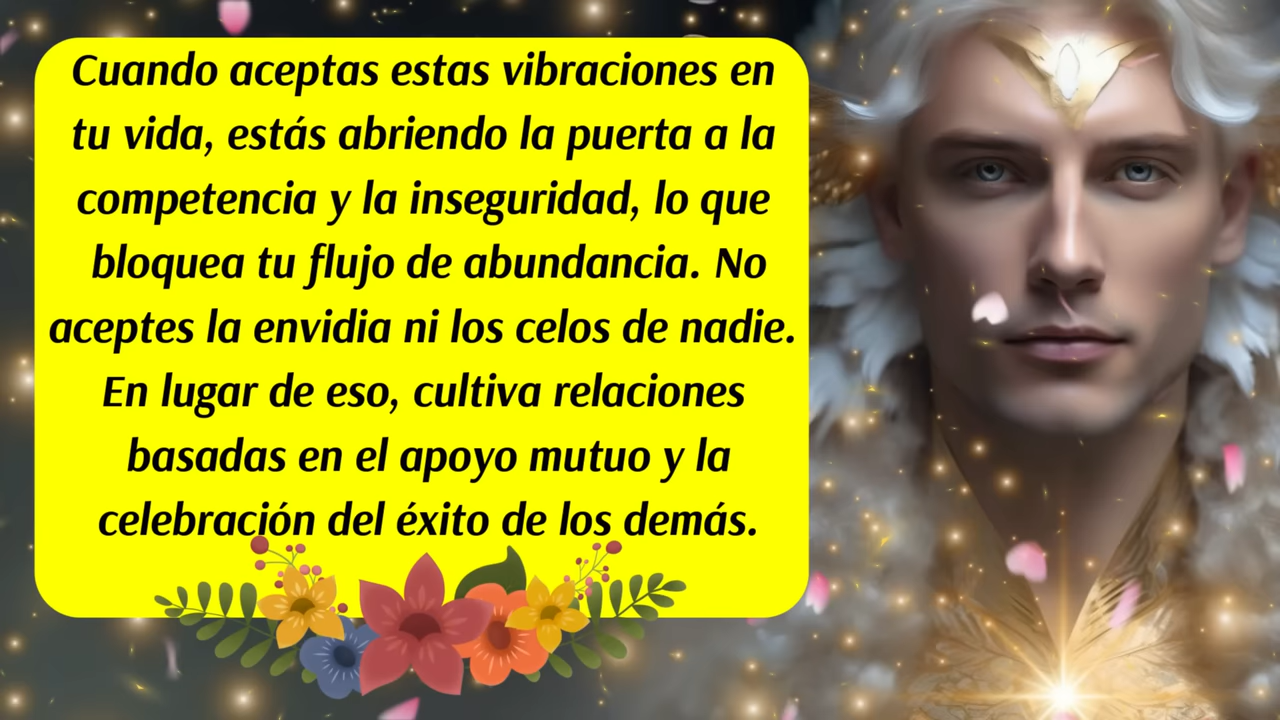 Cuando aceptas estas vibraciones en
tu vida, estás abriendo la puerta a la
competencia y la inseguridad, lo que
bloquea tu flujo de abundancia. No
aceptes la envidia ni los celos de nadie.
En lugar de eso, cultiva relaciones
basadas en el apoyo mutuo y la
celebración del éxito de los demás.